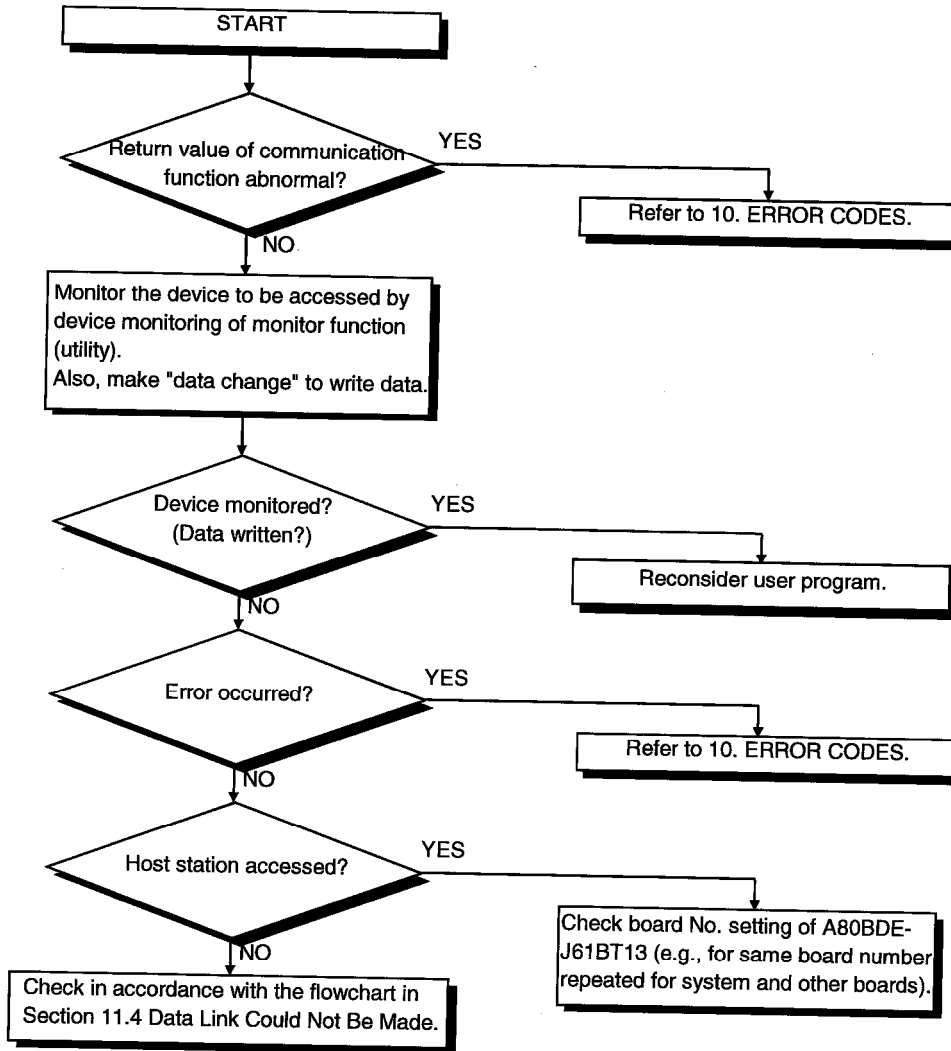 START
Return value of communication
function abnormal?
YES
Refer to 10. ERROR CODES.
NO
Monitor the device to be accessed by
device monitoring of monitor function
(utility).
Also, make "data change" to write data.
Device monitored?
(Data written?)
YES
Reconsider user program.
NO
Error occurred?
YES
Refer to 10. ERROR CODES.
NO
Host station accessed?
YES
Check board No. setting of A80BDE-
J61BT13 (e.g., for same board number
repeated for system and other boards).
NO
Check in accordance with the flowchart in
Section 11.4 Data Link Could Not Be Made.